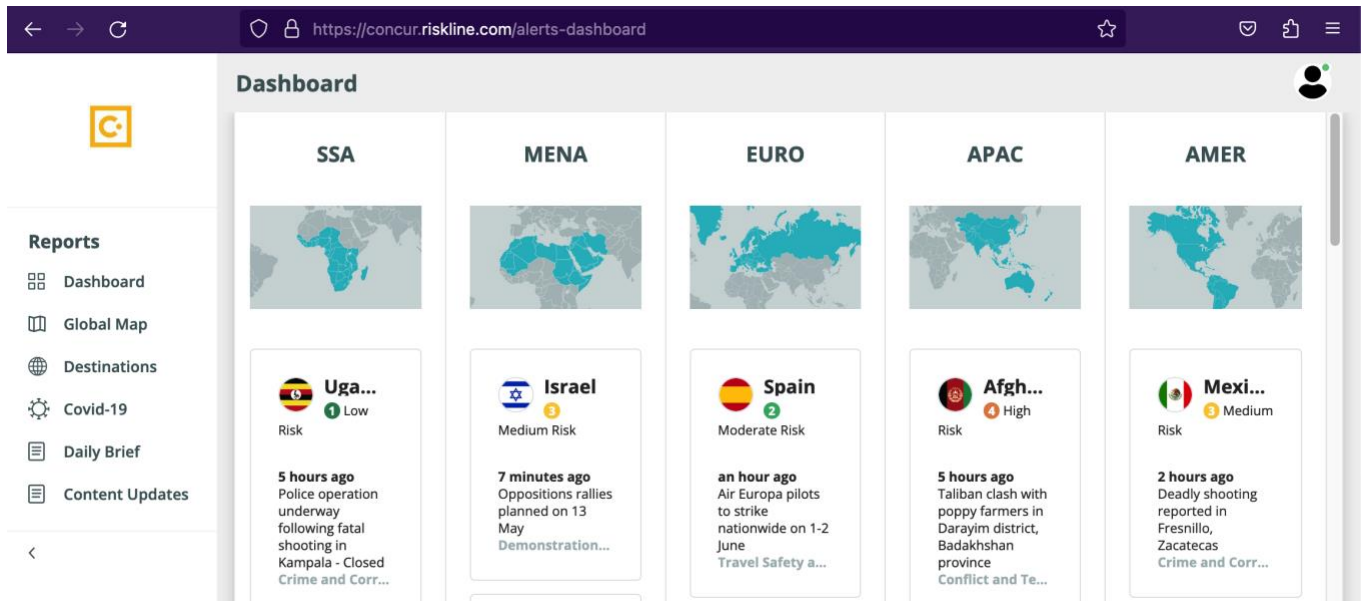 https://concur.riskline.com/alerts-dashboard
Dashboard
C·
Reports
Dashboard
Global Map
Destinations
Covid-19
Daily Brief
Content Updates
SSA
Uga...
1 Low
Risk
5 hours ago
Police operation
underway
following fatal
shooting in
Kampala - Closed
Crime and Corr...
MENA
Israel
3
Medium Risk
7 minutes ago
Oppositions rallies
planned on 13
May
Demonstration...
EURO
Spain
2
Moderate Risk
an hour ago
Air Europa pilots
to strike
nationwide on 1-2
June
Travel Safety a...
APAC
Afgh...
4 High
Risk
5 hours ago
Taliban clash with
poppy farmers in
Darayim district,
Badakhshan
province
Conflict and Te...
AMER
Mexi...
3 Medium
Risk
2 hours ago
Deadly shooting
reported in
Fresnillo,
Zacatecas
Crime and Corr...